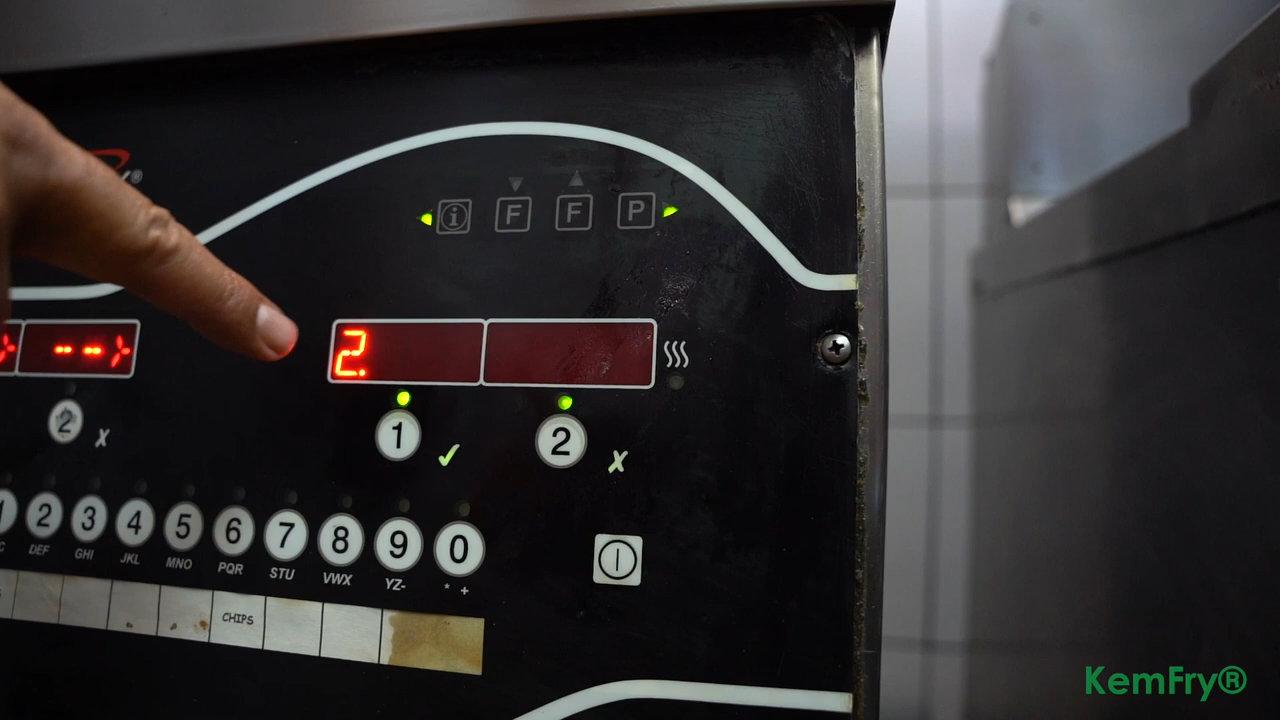 ®
i F F P
--> 2.
2 X 1 ✓ 2 X
2 3 4 5 6 7 8 9 0
DEF GHI JKL MNO PQR STU VWX YZ- * +
CHIPS
KemFry®